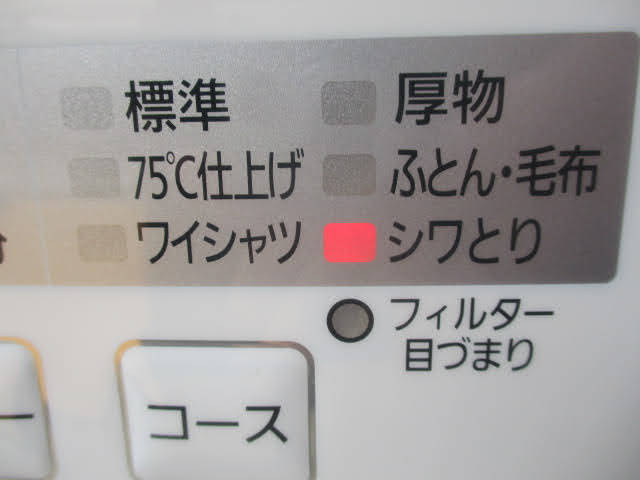 標準
厚物
75℃仕上げ
ふとん・毛布
ワイシャツ
シワとり
フィルター
目づまり
コース